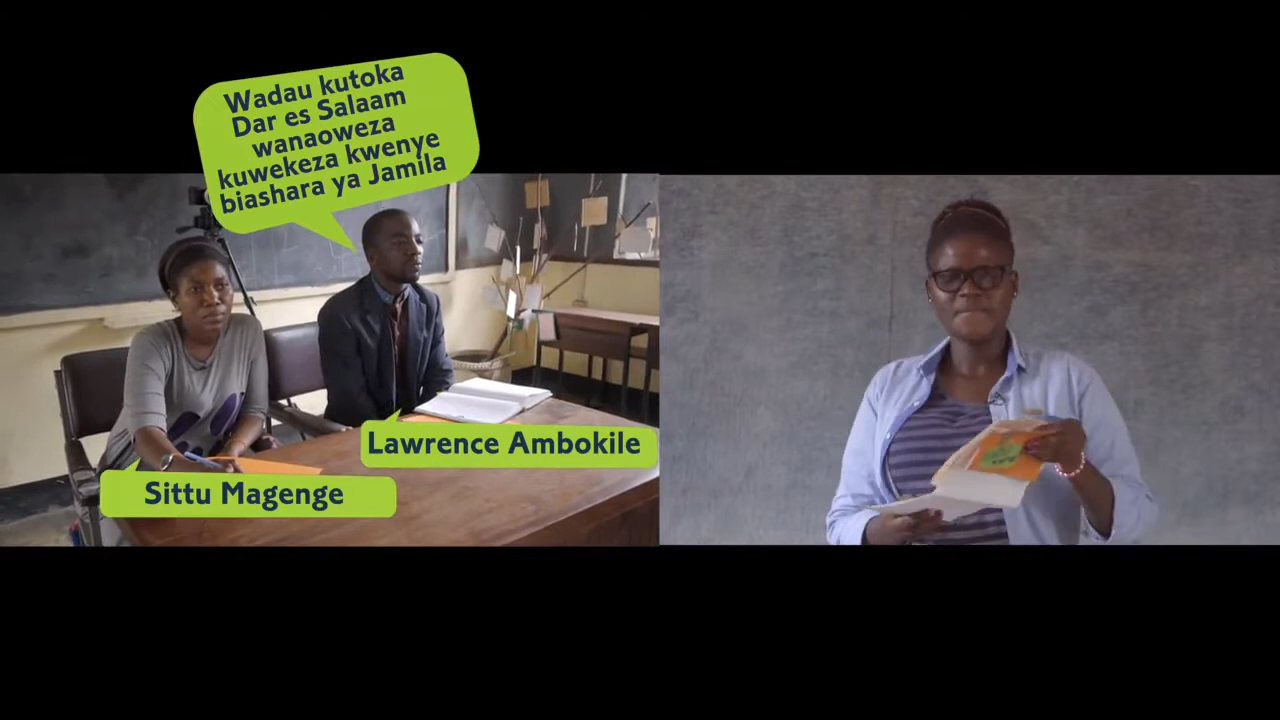 Wadau kutoka
Dar es Salaam
wanaoweza
kuwekeza kwenye
biashara ya Jamila
Lawrence Ambokile
Sittu Magenge